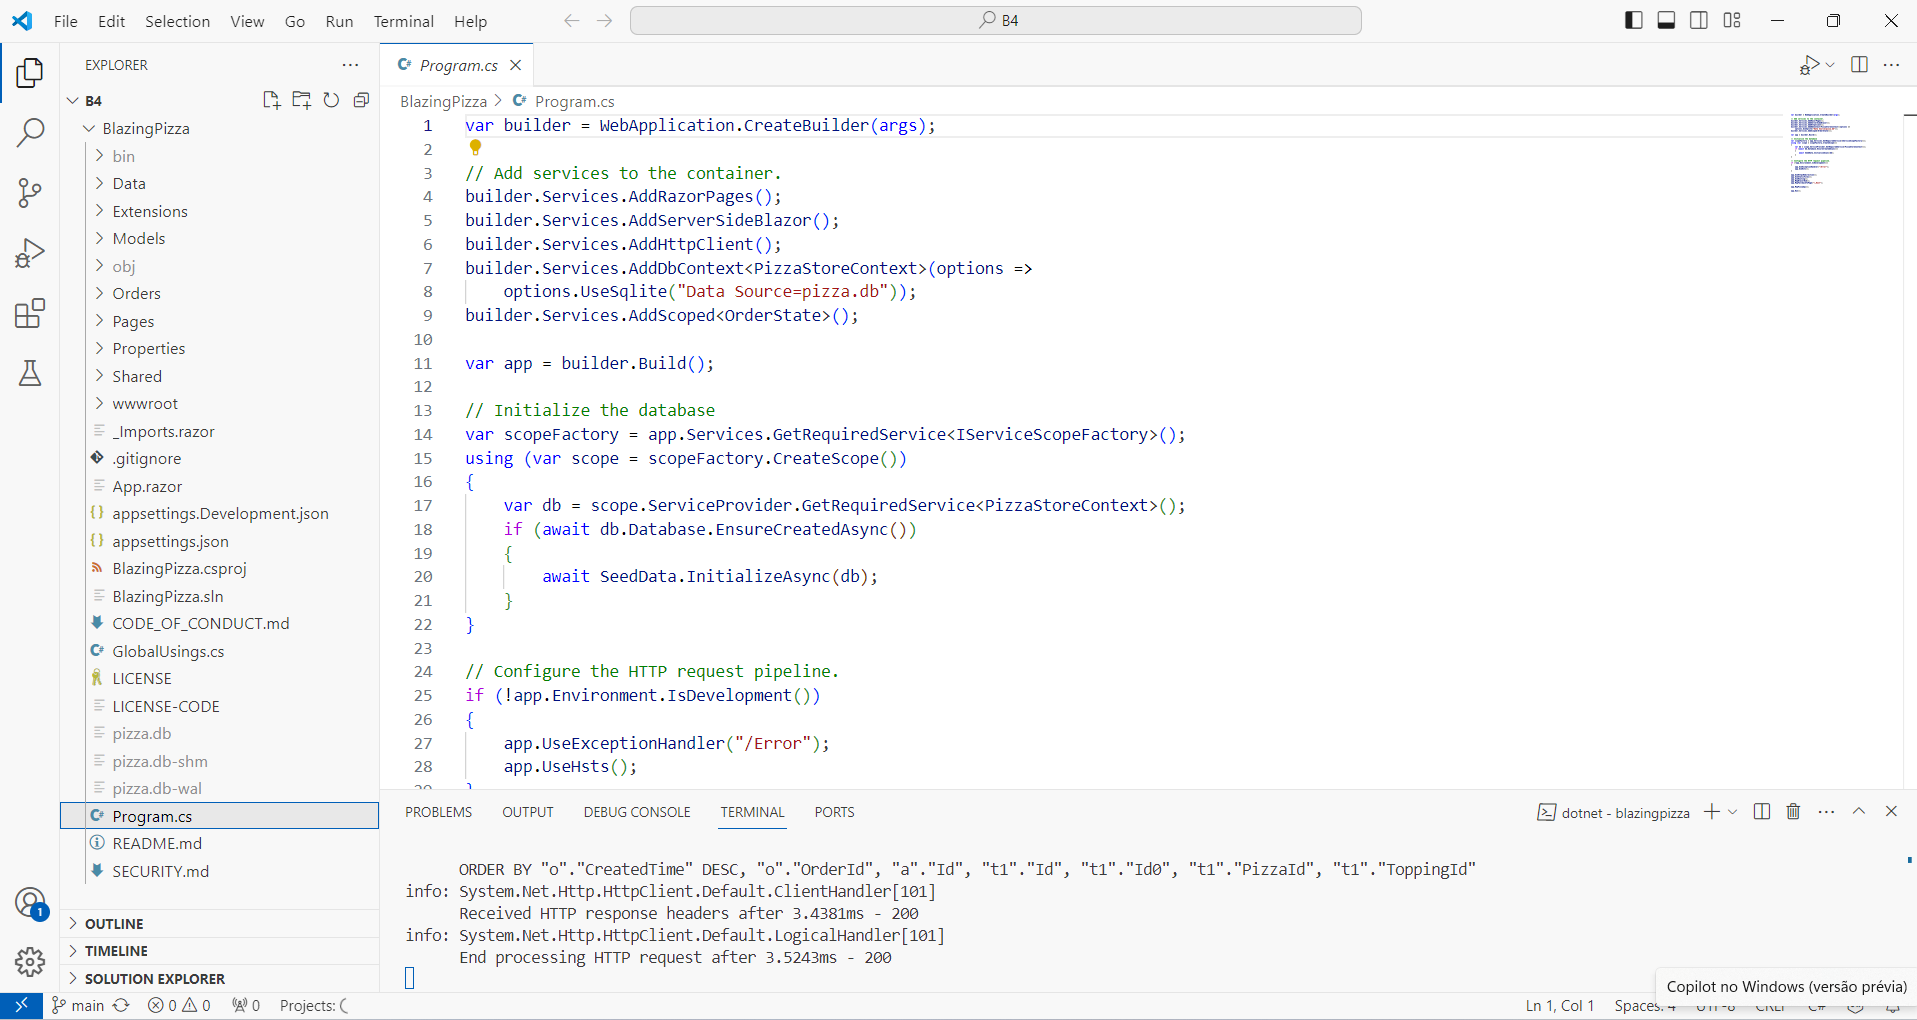 File Edit Selection View Go Run Terminal Help
B4
EXPLORER
B4
BlazingPizza
bin
Data
Extensions
Models
obj
Orders
Pages
Properties
Shared
wwwroot
_Imports.razor
.gitignore
App.razor
appsettings.Development.json
appsettings.json
BlazingPizza.csproj
BlazingPizza.sln
CODE_OF_CONDUCT.md
GlobalUsings.cs
LICENSE
LICENSE-CODE
pizza.db
pizza.db-shm
pizza.db-wal
Program.cs
README.md
SECURITY.md
OUTLINE
TIMELINE
SOLUTION EXPLORER
1
Program.cs
BlazingPizza > Program.cs
1 var builder = WebApplication.CreateBuilder(args);
2
3 // Add services to the container.
4 builder.Services.AddRazorPages();
5 builder.Services.AddServerSideBlazor();
6 builder.Services.AddHttpClient();
7 builder.Services.AddDbContext<PizzaStoreContext>(options =>
8 options.UseSqlite("Data Source=pizza.db"));
9 builder.Services.AddScoped<OrderState>();
10
11 var app = builder.Build();
12
13 // Initialize the database
14 var scopeFactory = app.Services.GetRequiredService<IServiceScopeFactory>();
15 using (var scope = scopeFactory.CreateScope())
16 {
17 var db = scope.ServiceProvider.GetRequiredService<PizzaStoreContext>();
18 if (await db.Database.EnsureCreatedAsync())
19 {
20 await SeedData.InitializeAsync(db);
21 }
22 }
23
24 // Configure the HTTP request pipeline.
25 if (!app.Environment.IsDevelopment())
26 {
27 app.UseExceptionHandler("/Error");
28 app.UseHsts();
PROBLEMS OUTPUT DEBUG CONSOLE TERMINAL PORTS
dotnet - blazingpizza
ORDER BY "o"."CreatedTime" DESC, "o"."OrderId", "a"."Id", "t1"."Id", "t1"."Id0", "t1"."PizzaId", "t1"."ToppingId"
info: System.Net.Http.HttpClient.Default.ClientHandler[101]
Received HTTP response headers after 3.4381ms - 200
info: System.Net.Http.HttpClient.Default.LogicalHandler[101]
End processing HTTP request after 3.5243ms - 200
Copilot no Windows (versão prévia)
main 0 0 0 Projects: Ln 1, Col 1 Spaces: 4 UTF-8 CRLF C#